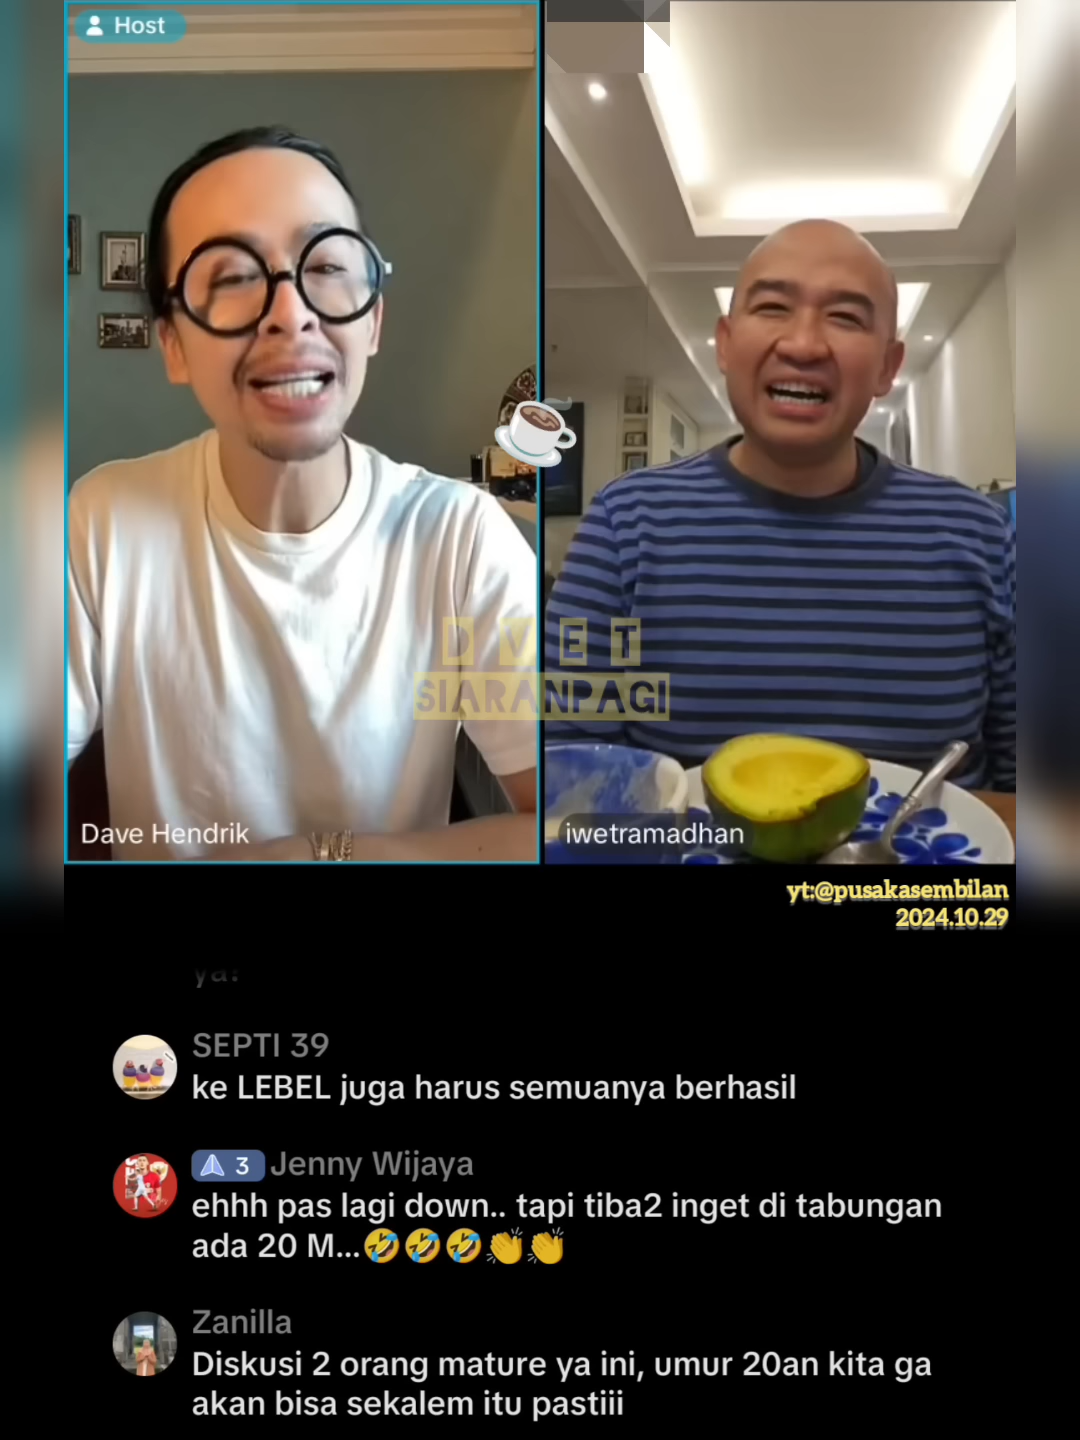 Host
Dave Hendrik
iwetramadhan
DVET
SIARANPAGI
yt:@pusakasembilan
2024.10.29
ya!
SEPTI 39
ke LEBEL juga harus semuanya berhasil
3 Jenny Wijaya
ehhh pas lagi down.. tapi tiba2 inget di tabungan
ada 20 M...🤣🤣🤣👏👏
Zanilla
Diskusi 2 orang mature ya ini, umur 20an kita ga
akan bisa sekalem itu pastiii